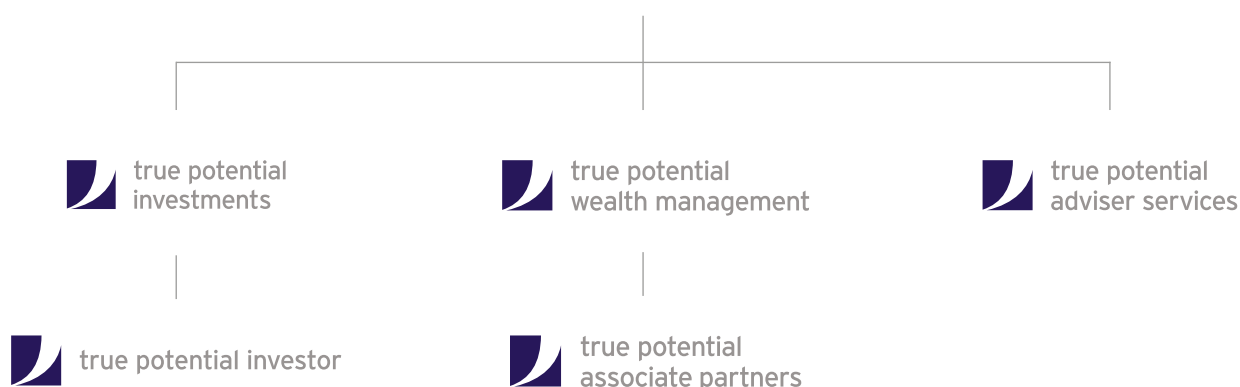 true potential
investments
true potential
wealth management
true potential
adviser services
true potential investor
true potential
associate partners